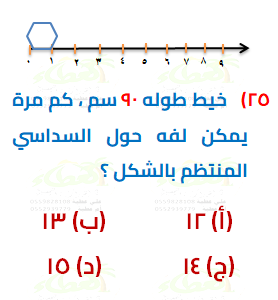 ٠ ١ ٢ ٣ ٤ ٥ ٦ ٧ ٨ ٩
٢٥) خيط طوله ٩٠ سم ، كم مرة
يمكن لفه حول السداسي
المنتظم بالشكل ؟
(أ) ١٢ (ب) ١٣
(ج) ١٤ (د) ١٥